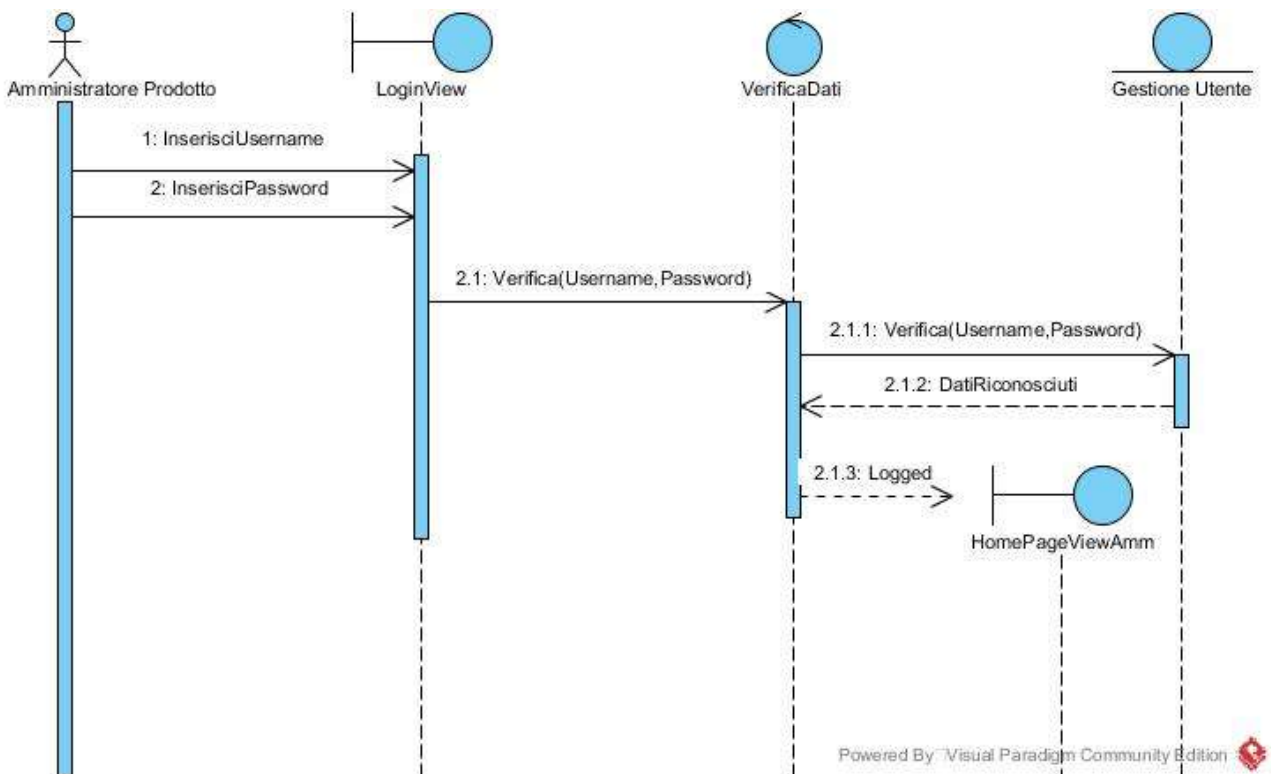 Amministratore Prodotto
LoginView
VerificaDati
Gestione Utente
1: InserisciUsername
2: InserisciPassword
2.1: Verifica(Username,Password)
2.1.1: Verifica(Username,Password)
2.1.2: DatiRiconosciuti
2.1.3: Logged
HomePageViewAmm
Powered By Visual Paradigm Community Edition